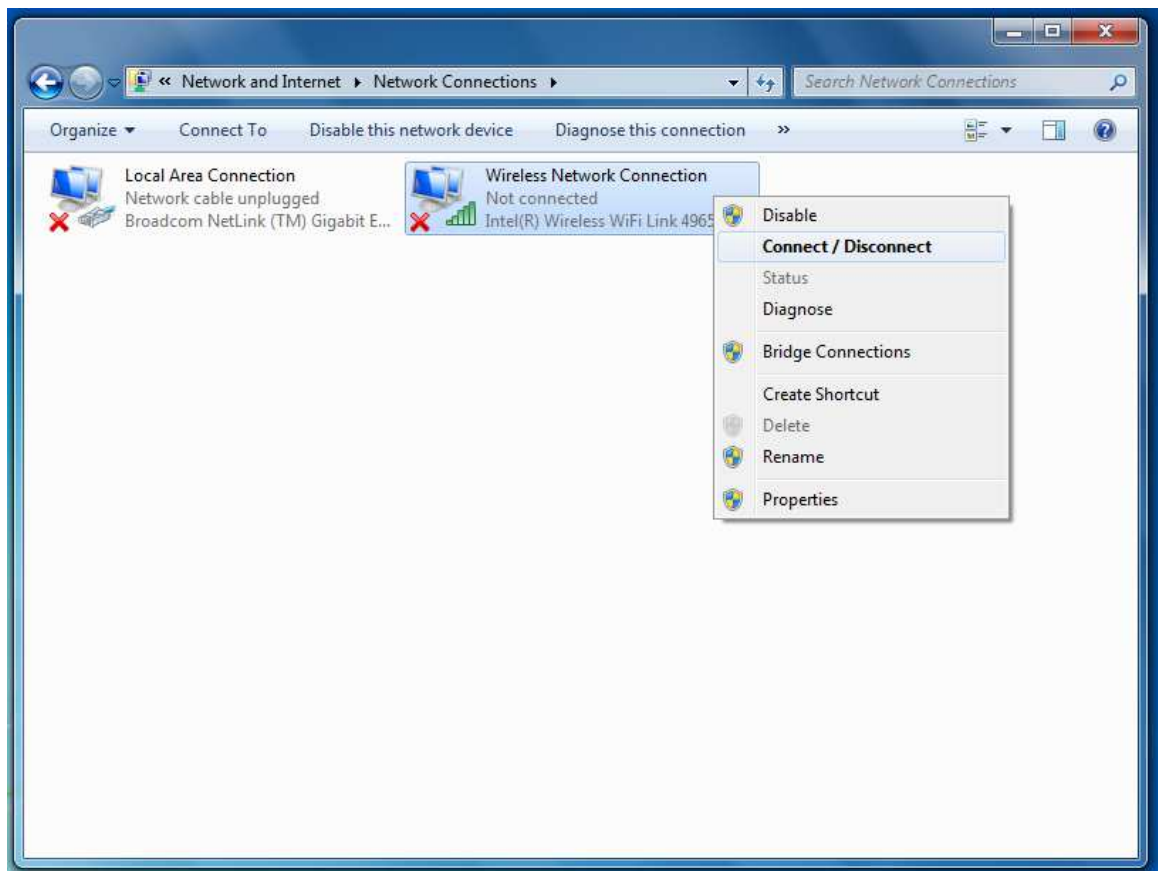 « Network and Internet ▸ Network Connections ▸
Search Network Connections
Organize ▾ Connect To Disable this network device Diagnose this connection »
Local Area Connection
Network cable unplugged
Broadcom NetLink (TM) Gigabit E...
Wireless Network Connection
Not connected
Intel(R) Wireless WiFi Link 4965
Disable
Connect / Disconnect
Status
Diagnose
Bridge Connections
Create Shortcut
Delete
Rename
Properties